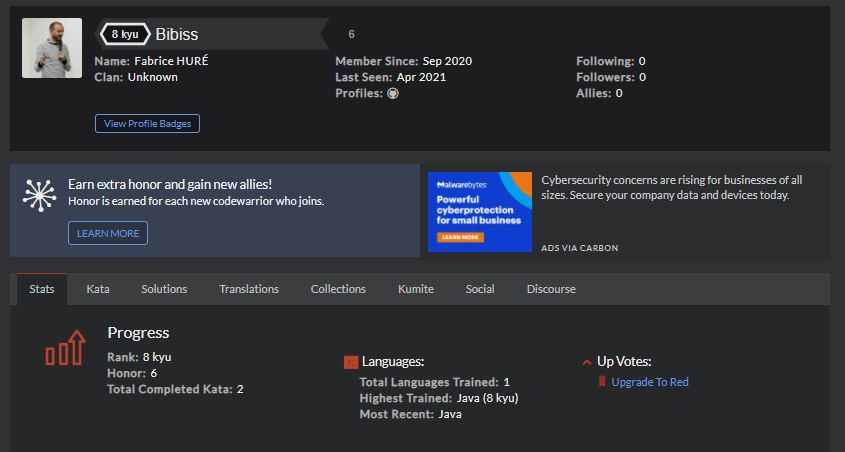 8 kyu Bibiss 6
Name: Fabrice HURÉ
Clan: Unknown
Member Since: Sep 2020
Last Seen: Apr 2021
Profiles:
Following: 0
Followers: 0
Allies: 0
View Profile Badges
Earn extra honor and gain new allies!
Honor is earned for each new codewarrior who joins.
LEARN MORE
Malwarebytes
Powerful
cyberprotection
for small business
LEARN MORE
Cybersecurity concerns are rising for businesses of all
sizes. Secure your company data and devices today.
ADS VIA CARBON
Stats Kata Solutions Translations Collections Kumite Social Discourse
Progress
Rank: 8 kyu
Honor: 6
Total Completed Kata: 2
Languages:
Total Languages Trained: 1
Highest Trained: Java (8 kyu)
Most Recent: Java
Up Votes:
Upgrade To Red